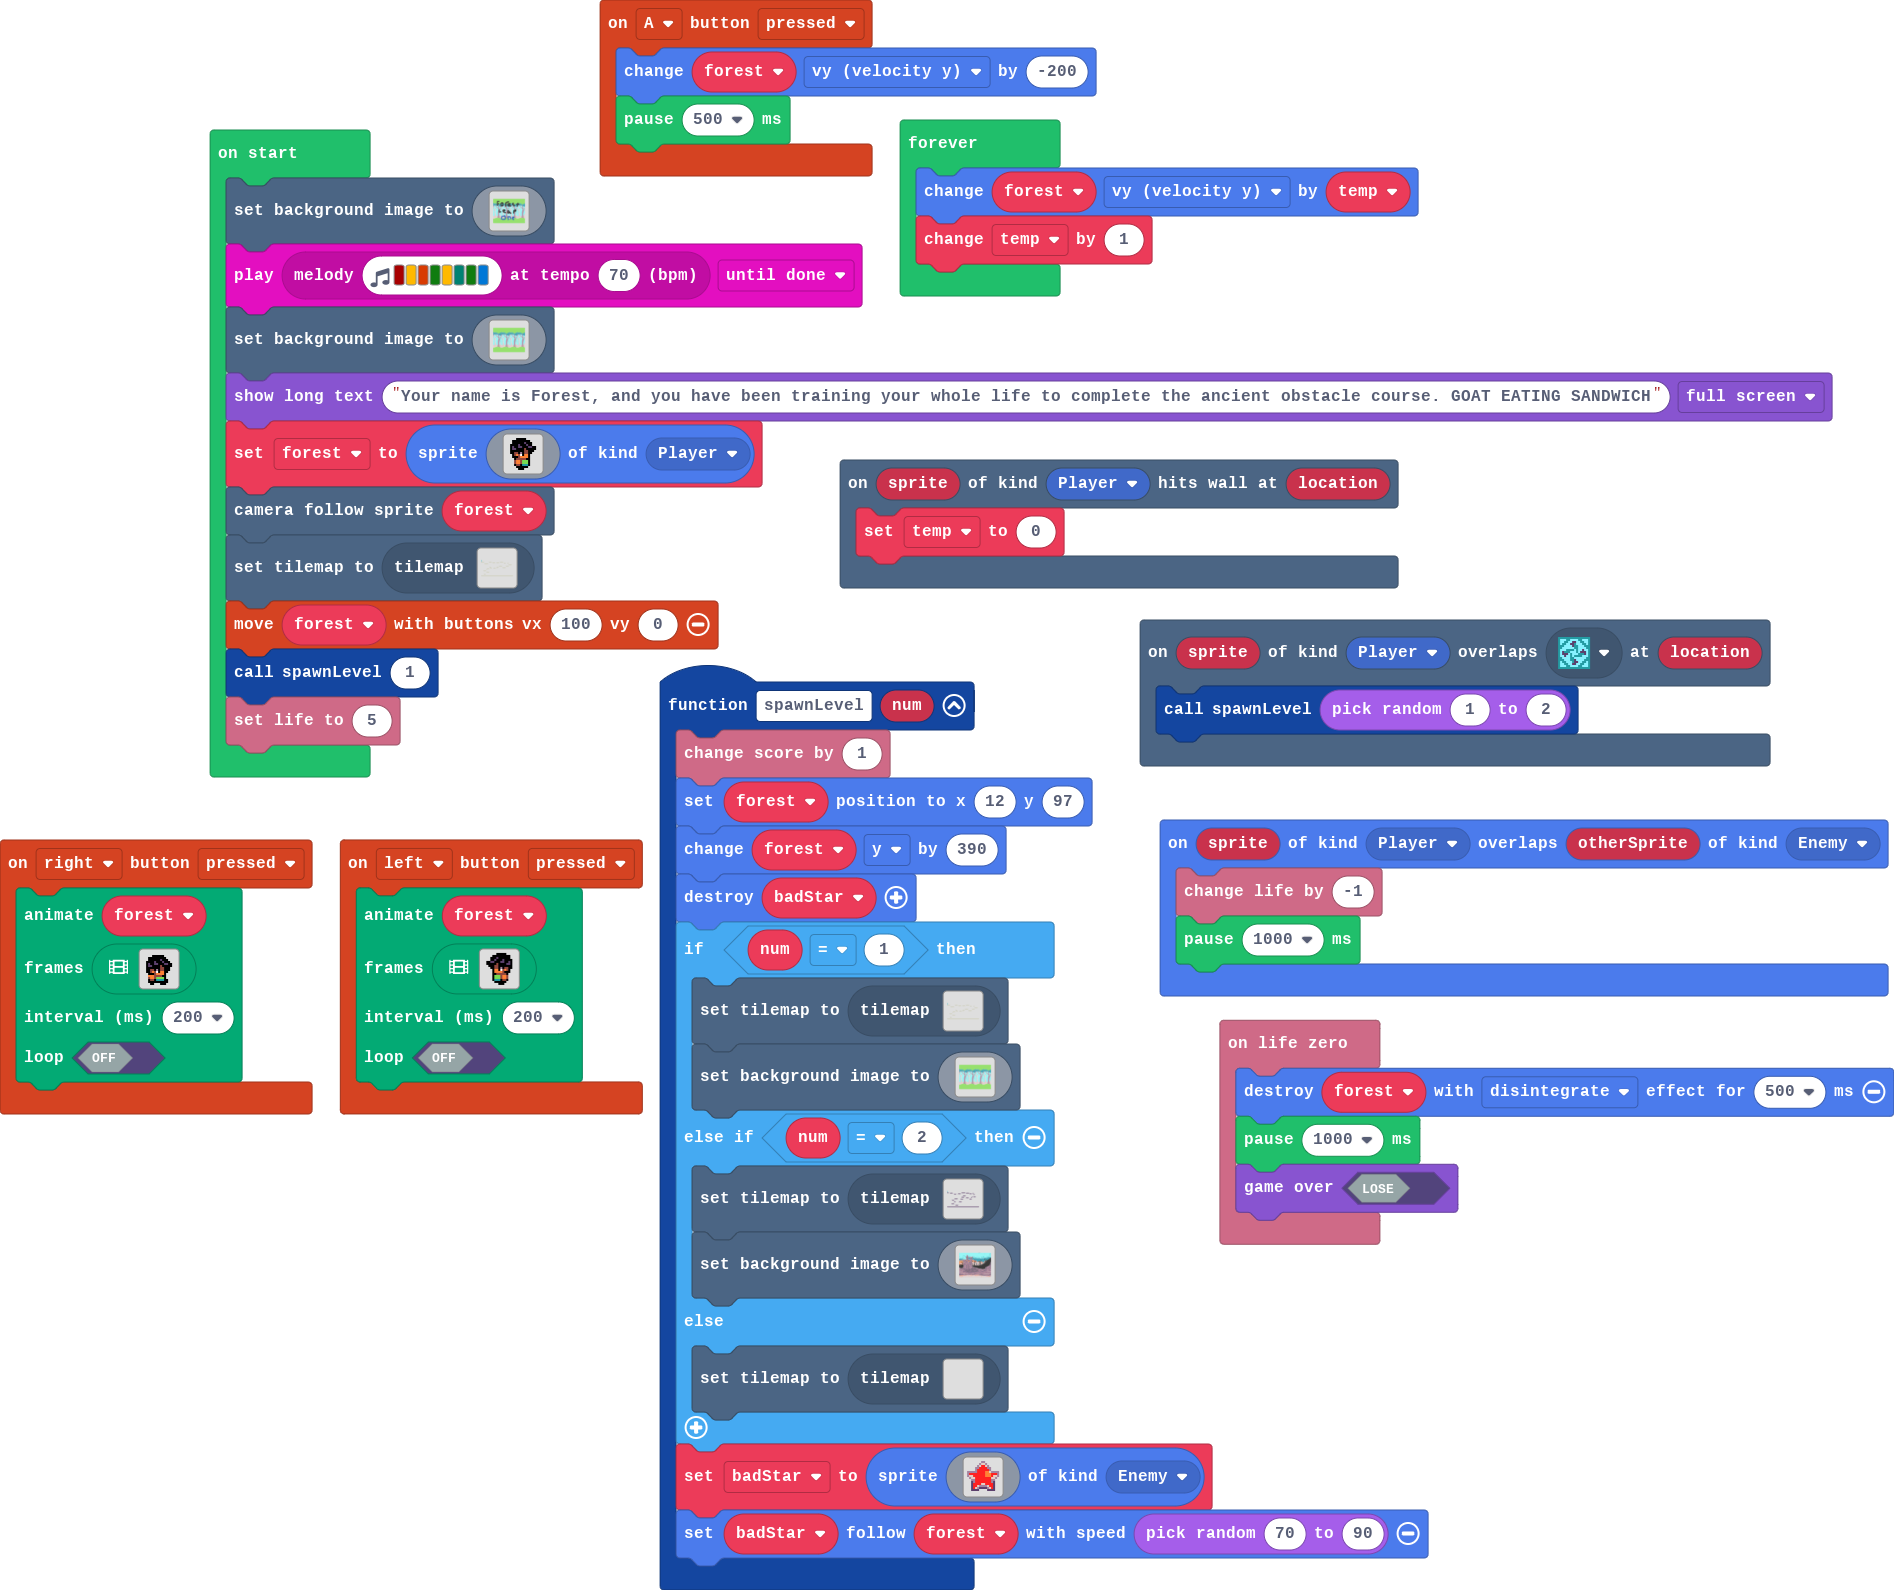 on A button pressed
change forest vy (velocity y) by -200
pause 500 ms
forever
change forest vy (velocity y) by temp
change temp by 1
on start
set background image to
play melody at tempo 70 (bpm) until done
set background image to
show long text "Your name is Forest, and you have been training your whole life to complete the ancient obstacle course. GOAT EATING SANDWICH" full screen
set forest to sprite of kind Player
camera follow sprite forest
set tilemap to tilemap
move forest with buttons vx 100 vy 0
call spawnLevel 1
set life to 5
on sprite of kind Player hits wall at location
set temp to 0
on sprite of kind Player overlaps at location
call spawnLevel pick random 1 to 2
function spawnLevel num
change score by 1
set forest position to x 12 y 97
change forest y by 390
destroy badStar
if num = 1 then
set tilemap to tilemap
set background image to
else if num = 2 then
set tilemap to tilemap
set background image to
else
set tilemap to tilemap
set badStar to sprite of kind Enemy
set badStar follow forest with speed pick random 70 to 90
on right button pressed
animate forest
frames
interval (ms) 200
loop OFF
on left button pressed
animate forest
frames
interval (ms) 200
loop OFF
on sprite of kind Player overlaps otherSprite of kind Enemy
change life by -1
pause 1000 ms
on life zero
destroy forest with disintegrate effect for 500 ms
pause 1000 ms
game over LOSE